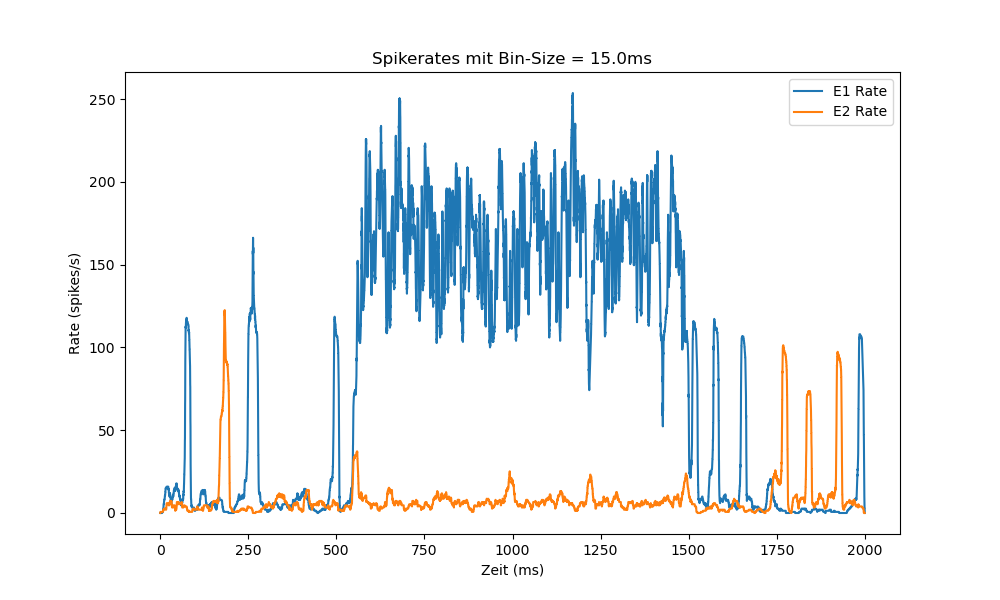 Spikerates mit Bin-Size = 15.0ms
E1 Rate
E2 Rate
250
200
150
100
50
0
Rate (spikes/s)
0 250 500 750 1000 1250 1500 1750 2000
Zeit (ms)